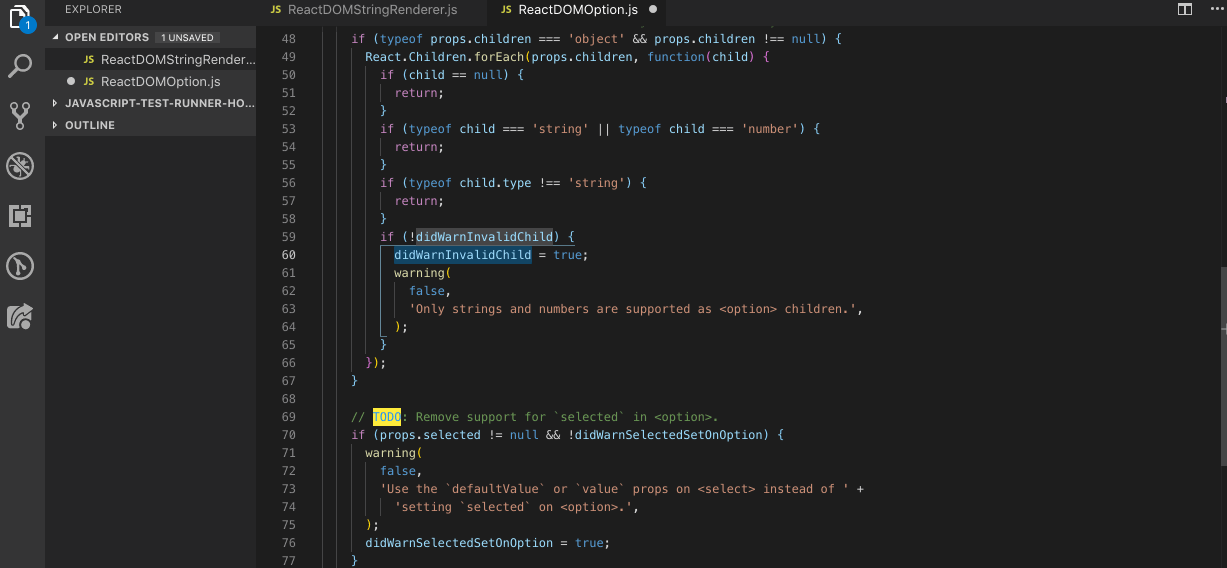 EXPLORER
JS ReactDOMStringRenderer.js
JS ReactDOMOption.js
1
OPEN EDITORS 1 UNSAVED
JS ReactDOMStringRender...
JS ReactDOMOption.js
JAVASCRIPT-TEST-RUNNER-HO...
OUTLINE
48 if (typeof props.children === 'object' && props.children !== null) {
49 React.Children.forEach(props.children, function(child) {
50 if (child == null) {
51 return;
52 }
53 if (typeof child === 'string' || typeof child === 'number') {
54 return;
55 }
56 if (typeof child.type !== 'string') {
57 return;
58 }
59 if (!didWarnInvalidChild) {
60 didWarnInvalidChild = true;
61 warning(
62 false,
63 'Only strings and numbers are supported as <option> children.',
64 );
65 }
66 });
67 }
68
69 // TODO: Remove support for `selected` in <option>.
70 if (props.selected != null && !didWarnSelectedSetOnOption) {
71 warning(
72 false,
73 'Use the `defaultValue` or `value` props on <select> instead of ' +
74 'setting `selected` on <option>.',
75 );
76 didWarnSelectedSetOnOption = true;
77 }